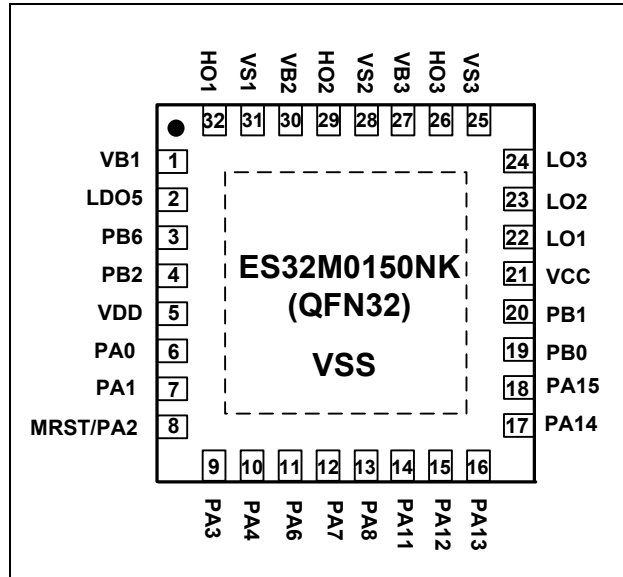 HO1 VS1 VB2 HO2 VS2 VB3 HO3 VS3
32 31 30 29 28 27 26 25
VB1 1 24 LO3
LDO5 2 23 LO2
PB6 3 22 LO1
PB2 4 21 VCC
VDD 5 20 PB1
PA0 6 19 PB0
PA1 7 18 PA15
MRST/PA2 8 17 PA14
ES32M0150NK
(QFN32)
VSS
9 10 11 12 13 14 15 16
PA3 PA4 PA6 PA7 PA8 PA11 PA12 PA13